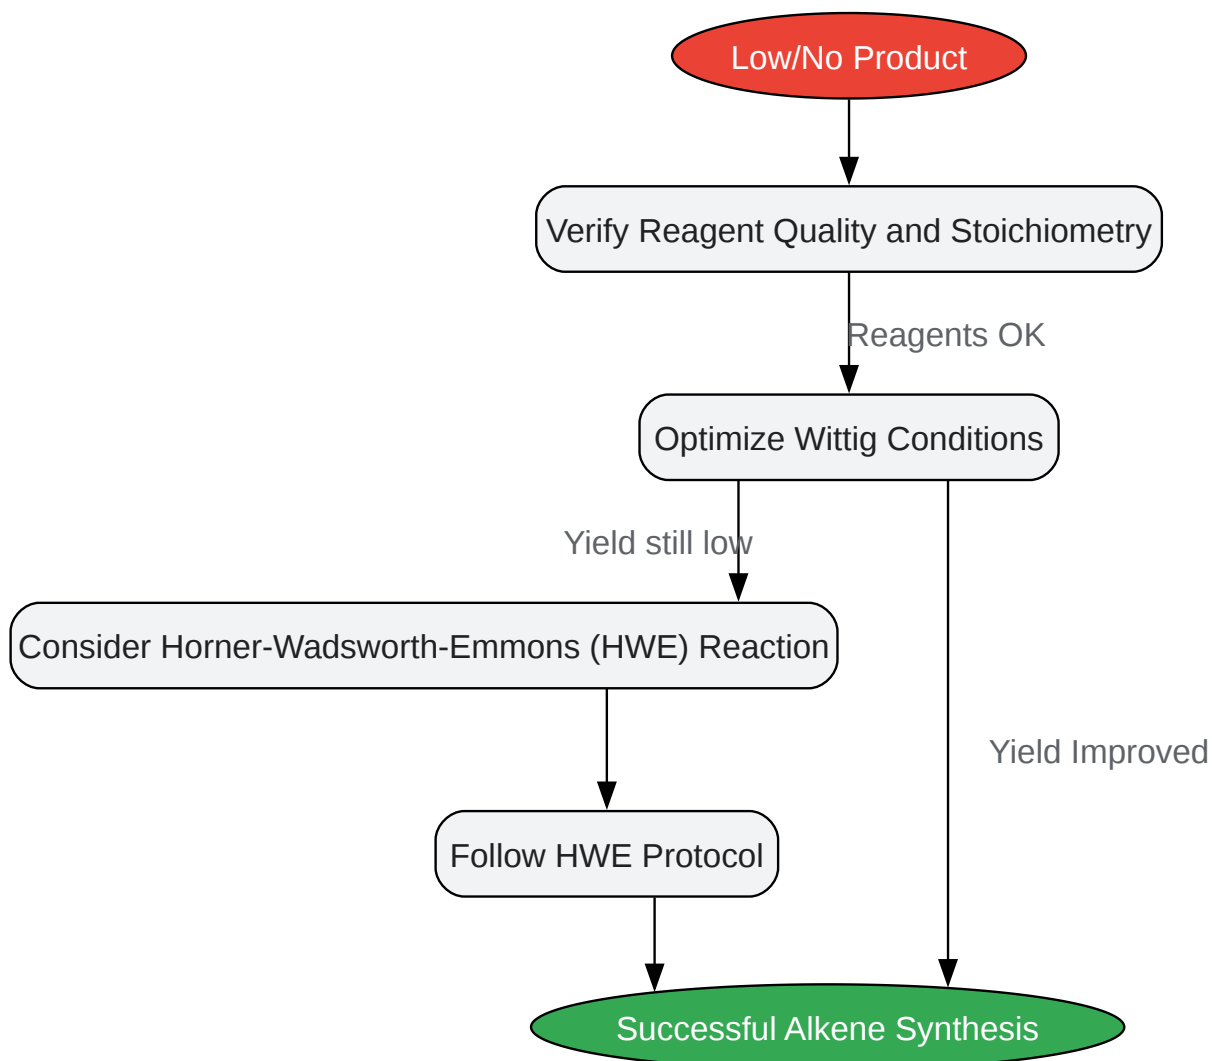 Low/No Product
Verify Reagent Quality and Stoichiometry
Reagents OK
Optimize Wittig Conditions
Yield still low
Consider Horner-Wadsworth-Emmons (HWE) Reaction
Yield Improved
Follow HWE Protocol
Successful Alkene Synthesis